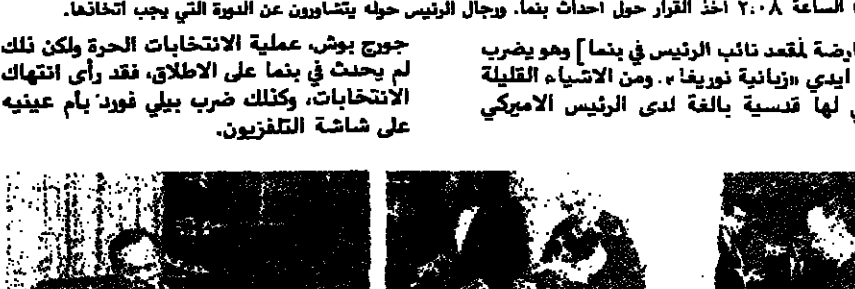 الساعة ٢:٠٨ أخذ القرار حول احداث بنما. ورجال الرئيس حوله يتشاورون عن الدورة التي يجب اتخاذها.
لمقعد نائب الرئيس في بنما] وهو يضرب
ايدي «زبانية نوريغا». ومن الاشياء القليلة
لها قدسية بالغة لدى الرئيس الاميركي
جورج بوش، عملية الانتخابات الحرة ولكن ذلك
لم يحدث في بنما على الاطلاق، فقد رأى انتهاك
الانتخابات، وكذلك ضرب بيلي فورد بأم عينيه
على شاشة التلفزيون.